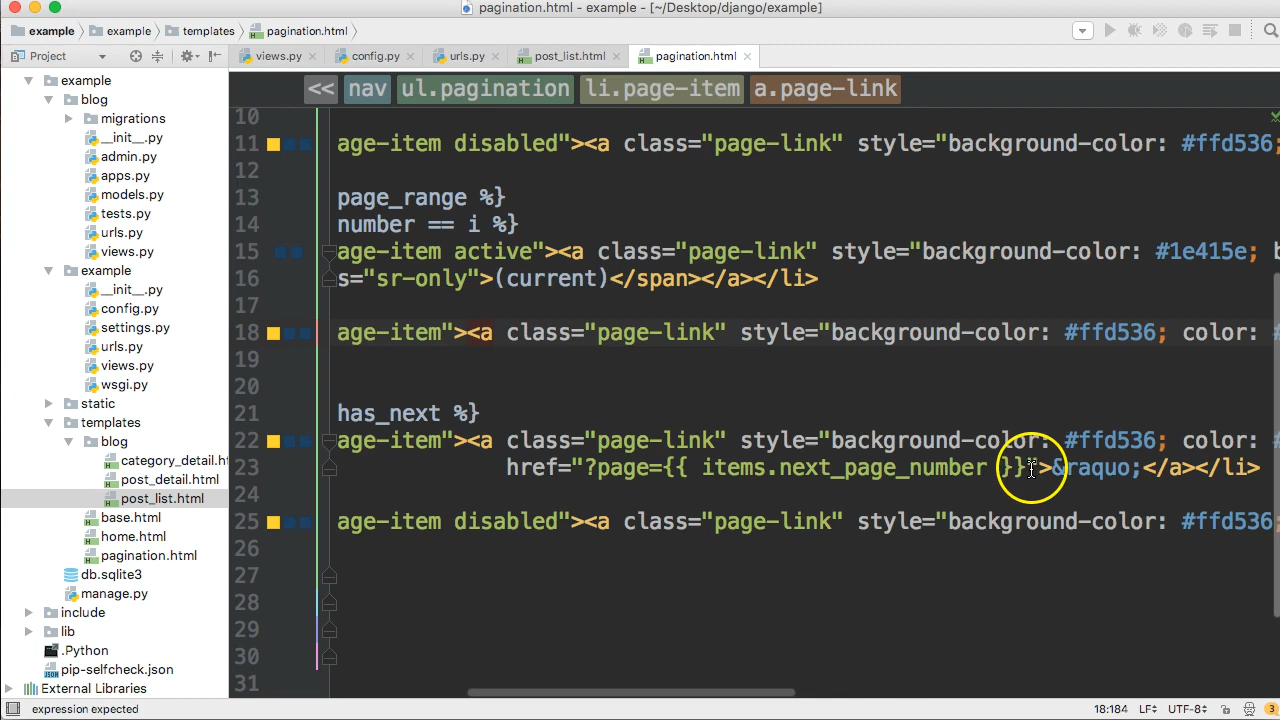 pagination.html - example - [~/Desktop/django/example]
example example templates pagination.html
Project views.py config.py urls.py post_list.html pagination.html
<< nav ul.pagination li.page-item a.page-link
example
blog
migrations
__init__.py
admin.py
apps.py
models.py
tests.py
urls.py
views.py
example
__init__.py
config.py
settings.py
urls.py
views.py
wsgi.py
static
templates
blog
category_detail.h
post_detail.html
post_list.html
base.html
home.html
pagination.html
db.sqlite3
manage.py
include
lib
.Python
pip-selfcheck.json
External Libraries
10
11 age-item disabled"><a class="page-link" style="background-color: #ffd536;
12
13 page_range %}
14 number == i %}
15 age-item active"><a class="page-link" style="background-color: #1e415e; b
16 s="sr-only">(current)</span></a></li>
17
18 age-item"><a class="page-link" style="background-color: #ffd536; color: #
19
20
21 has_next %}
22 age-item"><a class="page-link" style="background-color: #ffd536; color: #
23 href="?page={{ items.next_page_number }}">&raquo;</a></li>
24
25 age-item disabled"><a class="page-link" style="background-color: #ffd536
26
27
28
29
30
31
expression expected 18:184 LF UTF-8 3